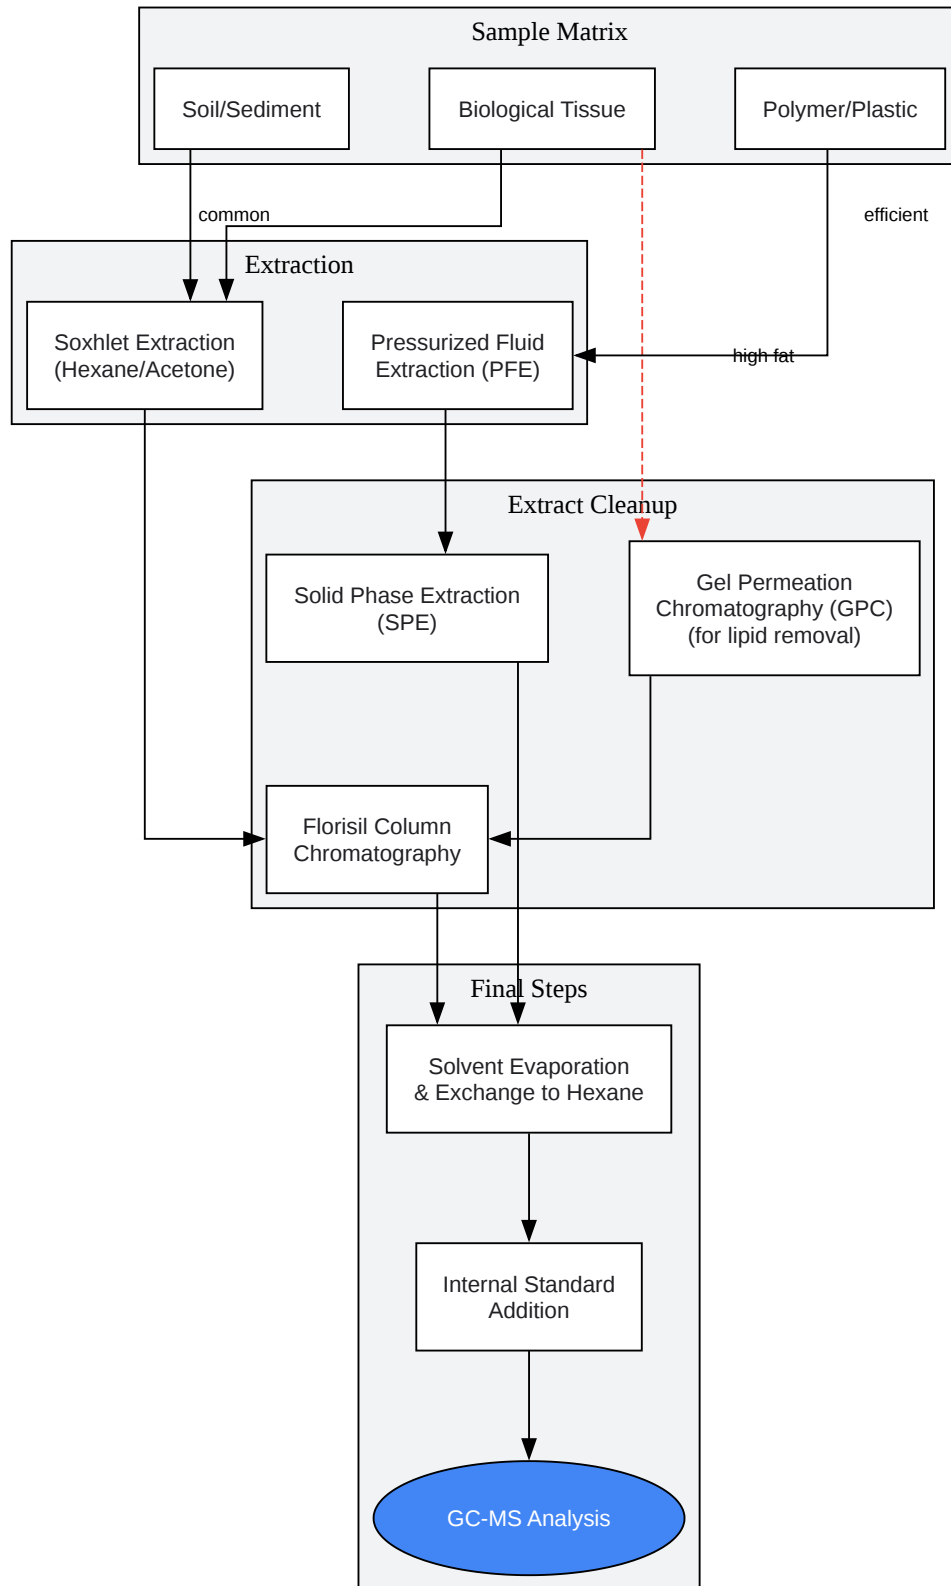 Sample Matrix
Soil/Sediment
Biological Tissue
Polymer/Plastic
common
efficient
Extraction
Soxhlet Extraction
(Hexane/Acetone)
Pressurized Fluid
Extraction (PFE)
high fat
Extract Cleanup
Solid Phase Extraction
(SPE)
Gel Permeation
Chromatography (GPC)
(for lipid removal)
Florisil Column
Chromatography
Final Steps
Solvent Evaporation
& Exchange to Hexane
Internal Standard
Addition
GC-MS Analysis